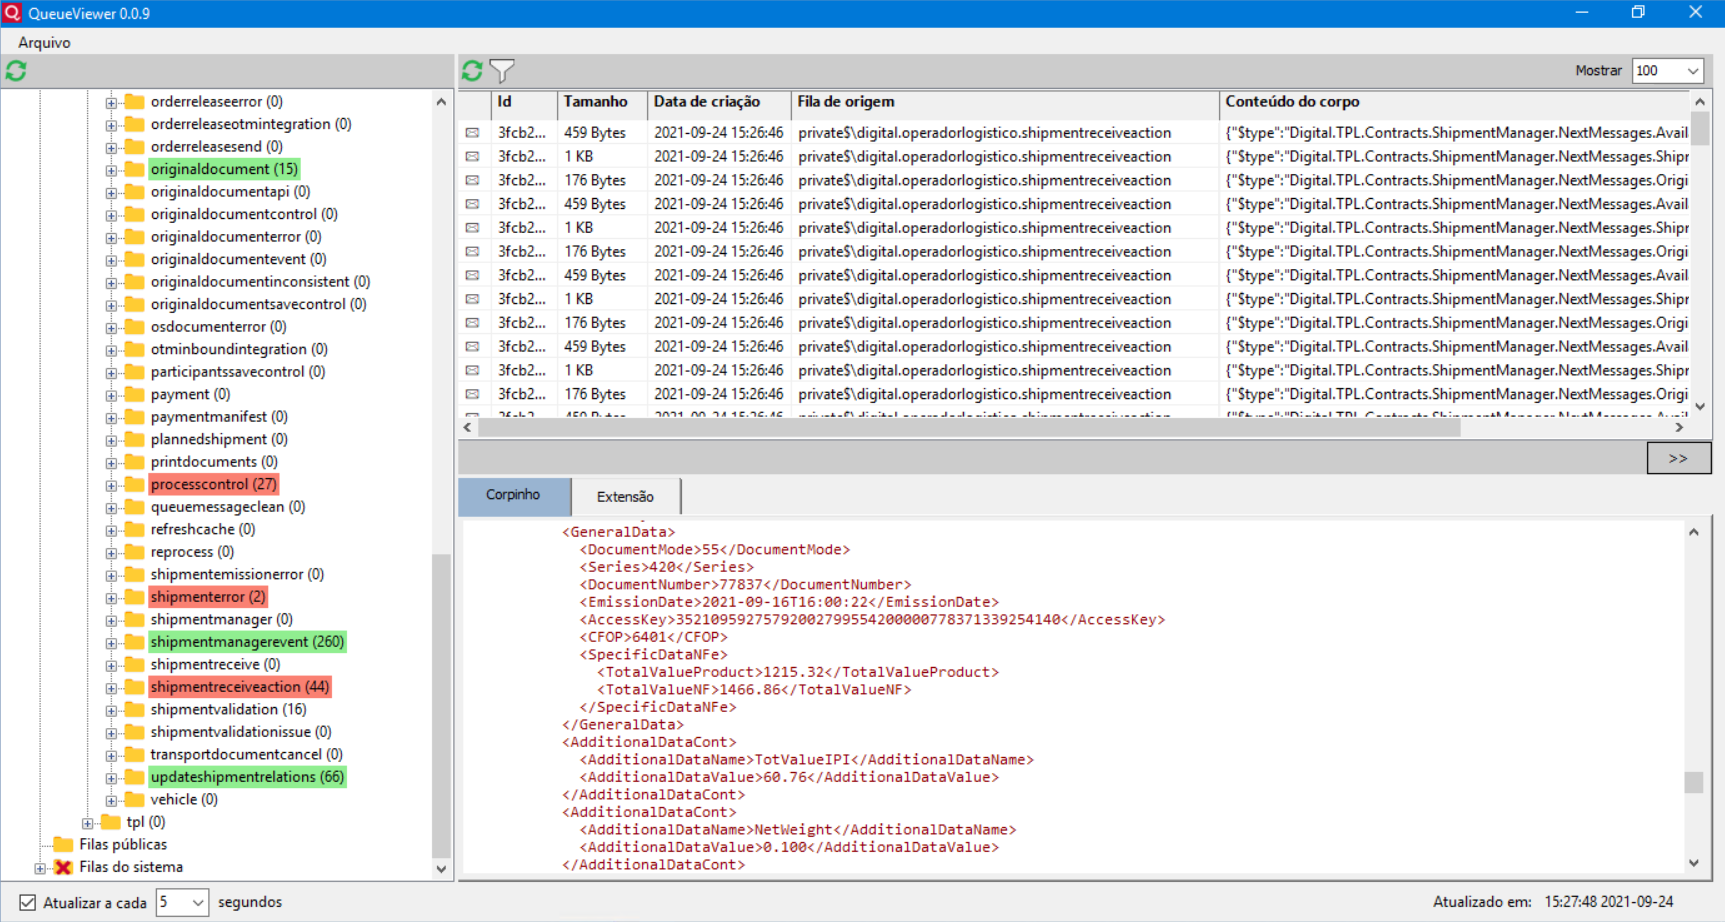 QueueViewer 0.0.9
Arquivo
orderreleaseerror (0)
orderreleaseotmintegration (0)
orderreleasesend (0)
originaldocument (15)
originaldocumentapi (0)
originaldocumentcontrol (0)
originaldocumenterror (0)
originaldocumentevent (0)
originaldocumentinconsistent (0)
originaldocumentsavecontrol (0)
osdocumenterror (0)
otminboundintegration (0)
participantssavecontrol (0)
payment (0)
paymentmanifest (0)
plannedshipment (0)
printdocuments (0)
processcontrol (27)
queuemessageclean (0)
refreshcache (0)
reprocess (0)
shipmentemissionerror (0)
shipmenterror (2)
shipmentmanager (0)
shipmentmanagerevent (260)
shipmentreceive (0)
shipmentreceiveaction (44)
shipmentvalidation (16)
shipmentvalidationissue (0)
transportdocumentcancel (0)
updateshipmentrelations (66)
vehicle (0)
tpl (0)
Filas públicas
Filas do sistema
Atualizar a cada 5 segundos
Mostrar 100
Id Tamanho Data de criação Fila de origem Conteúdo do corpo
3fcb2... 459 Bytes 2021-09-24 15:26:46 private$\digital.operadorlogistico.shipmentreceiveaction {"$type":"Digital.TPL.Contracts.ShipmentManager.NextMessages.Avail
3fcb2... 1 KB 2021-09-24 15:26:46 private$\digital.operadorlogistico.shipmentreceiveaction {"$type":"Digital.TPL.Contracts.ShipmentManager.NextMessages.Shipr
3fcb2... 176 Bytes 2021-09-24 15:26:46 private$\digital.operadorlogistico.shipmentreceiveaction {"$type":"Digital.TPL.Contracts.ShipmentManager.NextMessages.Origi
3fcb2... 459 Bytes 2021-09-24 15:26:46 private$\digital.operadorlogistico.shipmentreceiveaction {"$type":"Digital.TPL.Contracts.ShipmentManager.NextMessages.Avail
3fcb2... 1 KB 2021-09-24 15:26:46 private$\digital.operadorlogistico.shipmentreceiveaction {"$type":"Digital.TPL.Contracts.ShipmentManager.NextMessages.Shipr
3fcb2... 176 Bytes 2021-09-24 15:26:46 private$\digital.operadorlogistico.shipmentreceiveaction {"$type":"Digital.TPL.Contracts.ShipmentManager.NextMessages.Origi
3fcb2... 459 Bytes 2021-09-24 15:26:46 private$\digital.operadorlogistico.shipmentreceiveaction {"$type":"Digital.TPL.Contracts.ShipmentManager.NextMessages.Avail
3fcb2... 1 KB 2021-09-24 15:26:46 private$\digital.operadorlogistico.shipmentreceiveaction {"$type":"Digital.TPL.Contracts.ShipmentManager.NextMessages.Shipr
3fcb2... 176 Bytes 2021-09-24 15:26:46 private$\digital.operadorlogistico.shipmentreceiveaction {"$type":"Digital.TPL.Contracts.ShipmentManager.NextMessages.Origi
3fcb2... 459 Bytes 2021-09-24 15:26:46 private$\digital.operadorlogistico.shipmentreceiveaction {"$type":"Digital.TPL.Contracts.ShipmentManager.NextMessages.Avail
3fcb2... 1 KB 2021-09-24 15:26:46 private$\digital.operadorlogistico.shipmentreceiveaction {"$type":"Digital.TPL.Contracts.ShipmentManager.NextMessages.Shipr
3fcb2... 176 Bytes 2021-09-24 15:26:46 private$\digital.operadorlogistico.shipmentreceiveaction {"$type":"Digital.TPL.Contracts.ShipmentManager.NextMessages.Origi
>>
Corpinho Extensão
<GeneralData>
<DocumentMode>55</DocumentMode>
<Series>420</Series>
<DocumentNumber>77837</DocumentNumber>
<EmissionDate>2021-09-16T16:00:22</EmissionDate>
<AccessKey>35210959275792002799554200000778371339254140</AccessKey>
<CFOP>6401</CFOP>
<SpecificDataNFe>
<TotalValueProduct>1215.32</TotalValueProduct>
<TotalValueNF>1466.86</TotalValueNF>
</SpecificDataNFe>
</GeneralData>
<AdditionalDataCont>
<AdditionalDataName>TotValueIPI</AdditionalDataName>
<AdditionalDataValue>60.76</AdditionalDataValue>
</AdditionalDataCont>
<AdditionalDataCont>
<AdditionalDataName>NetWeight</AdditionalDataName>
<AdditionalDataValue>0.100</AdditionalDataValue>
</AdditionalDataCont>
Atualizado em: 15:27:48 2021-09-24